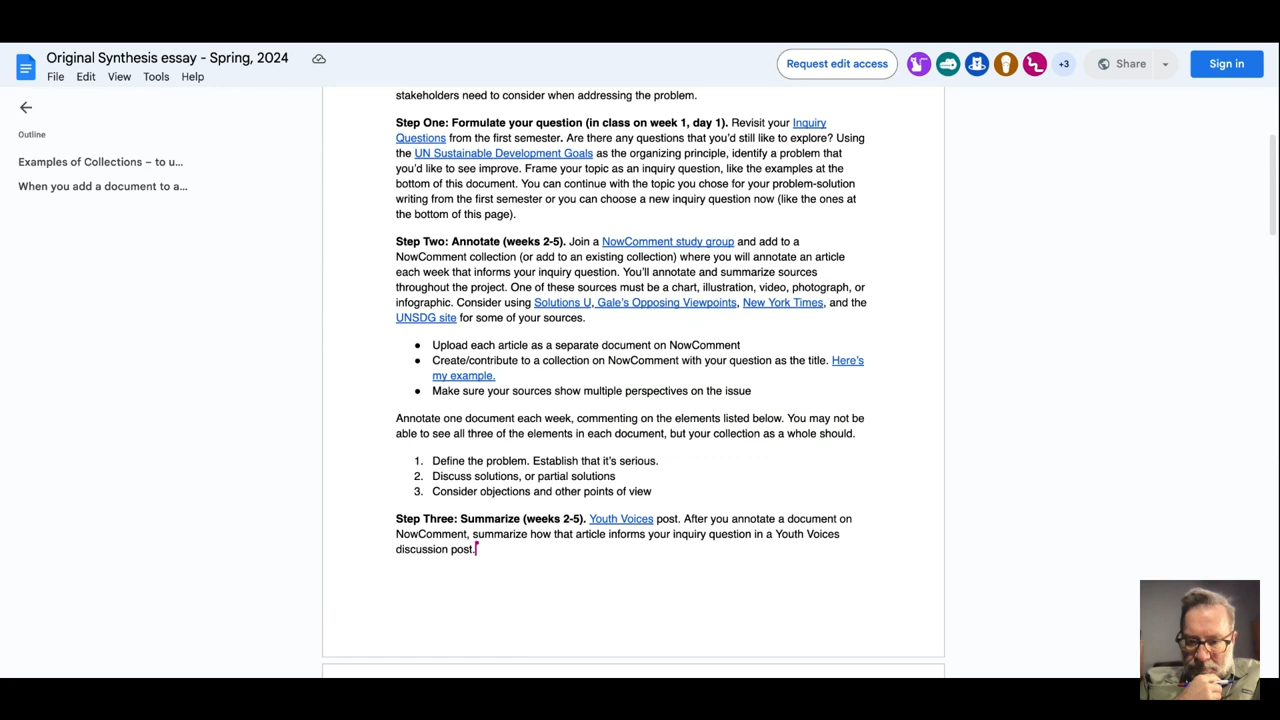 Original Synthesis essay - Spring, 2024
File Edit View Tools Help
Request edit access
+3
Share
Sign in
Outline
Examples of Collections – to u...
When you add a document to a...
stakeholders need to consider when addressing the problem.
Step One: Formulate your question (in class on week 1, day 1). Revisit your Inquiry
Questions from the first semester. Are there any questions that you'd still like to explore? Using
the UN Sustainable Development Goals as the organizing principle, identify a problem that
you'd like to see improve. Frame your topic as an inquiry question, like the examples at the
bottom of this document. You can continue with the topic you chose for your problem-solution
writing from the first semester or you can choose a new inquiry question now (like the ones at
the bottom of this page).
Step Two: Annotate (weeks 2-5). Join a NowComment study group and add to a
NowComment collection (or add to an existing collection) where you will annotate an article
each week that informs your inquiry question. You'll annotate and summarize sources
throughout the project. One of these sources must be a chart, illustration, video, photograph, or
infographic. Consider using Solutions U, Gale's Opposing Viewpoints, New York Times, and the
UNSDG site for some of your sources.
● Upload each article as a separate document on NowComment
● Create/contribute to a collection on NowComment with your question as the title. Here's
my example.
● Make sure your sources show multiple perspectives on the issue
Annotate one document each week, commenting on the elements listed below. You may not be
able to see all three of the elements in each document, but your collection as a whole should.
1. Define the problem. Establish that it's serious.
2. Discuss solutions, or partial solutions
3. Consider objections and other points of view
Step Three: Summarize (weeks 2-5). Youth Voices post. After you annotate a document on
NowComment, summarize how that article informs your inquiry question in a Youth Voices
discussion post.